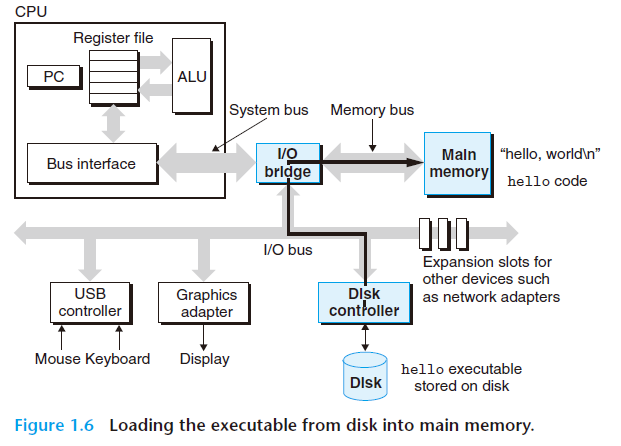 CPU
Register file
PC
ALU
System bus
Memory bus
Bus interface
I/O
bridge
Main
memory
"hello, world\n"
hello code
I/O bus
Expansion slots for
other devices such
as network adapters
USB
controller
Graphics
adapter
Disk
controller
Mouse Keyboard
Display
Disk
hello executable
stored on disk
Figure 1.6 Loading the executable from disk into main memory.